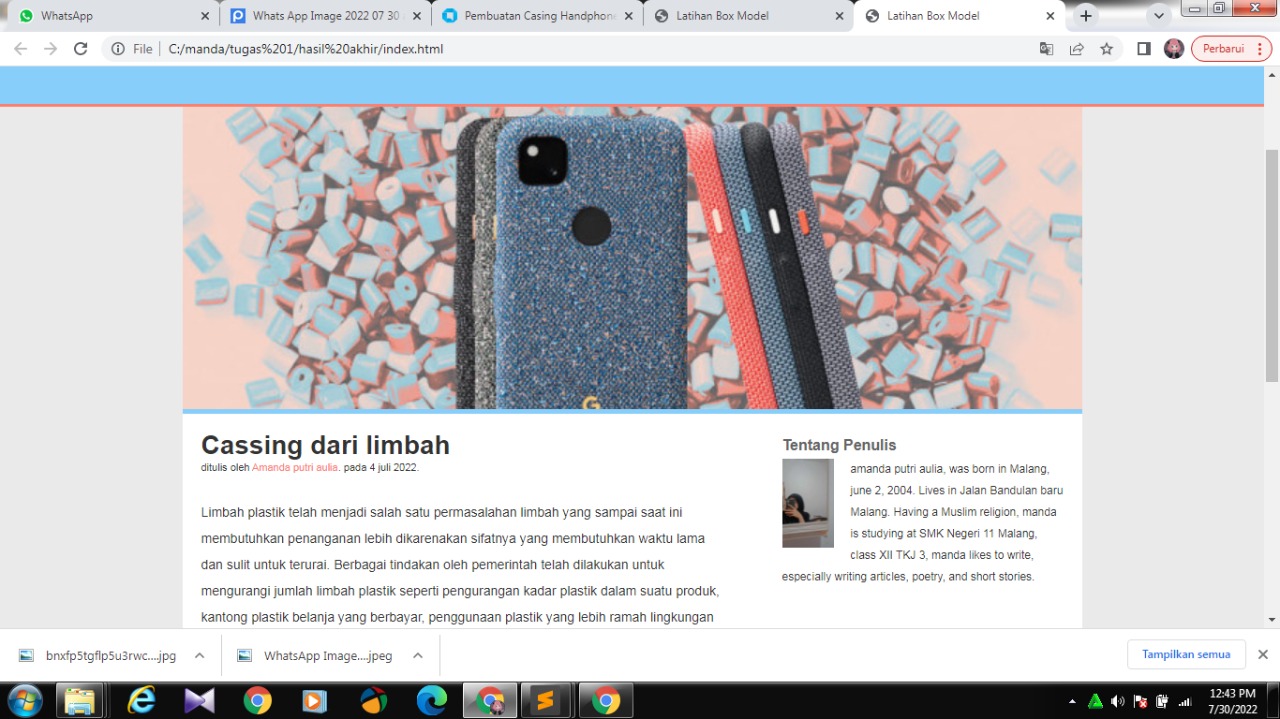 WhatsApp
Whats App Image 2022 07 30
Pembuatan Casing Handphon
Latihan Box Model
Latihan Box Model
File
C:/manda/tugas%201/hasil%20akhir/index.html
Perbarui
G
Cassing dari limbah
ditulis oleh Amanda putri aulia. pada 4 juli 2022.
Limbah plastik telah menjadi salah satu permasalahan limbah yang sampai saat ini
membutuhkan penanganan lebih dikarenakan sifatnya yang membutuhkan waktu lama
dan sulit untuk terurai. Berbagai tindakan oleh pemerintah telah dilakukan untuk
mengurangi jumlah limbah plastik seperti pengurangan kadar plastik dalam suatu produk,
kantong plastik belanja yang berbayar, penggunaan plastik yang lebih ramah lingkungan
Tentang Penulis
amanda putri aulia, was born in Malang,
june 2, 2004. Lives in Jalan Bandulan baru
Malang. Having a Muslim religion, manda
is studying at SMK Negeri 11 Malang,
class XII TKJ 3, manda likes to write,
especially writing articles, poetry, and short stories.
bnxfp5tgflp5u3rwc....jpg
WhatsApp Image....jpeg
Tampilkan semua
12:43 PM
7/30/2022